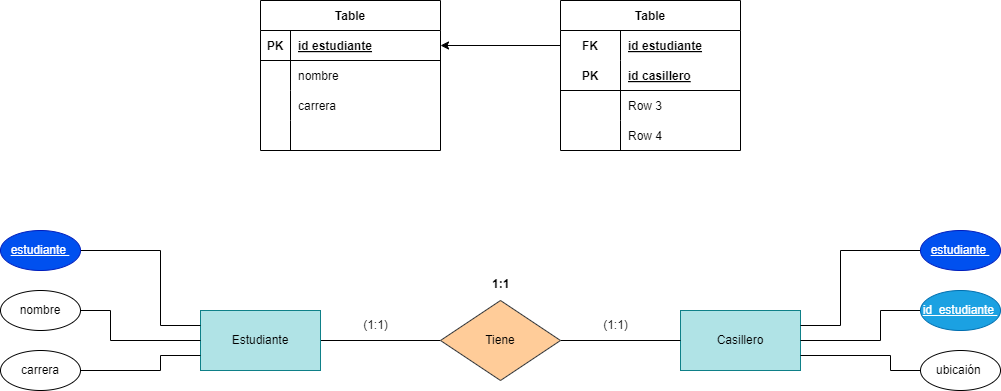 Table
PK id estudiante
nombre
carrera
Table
FK id estudiante
PK id casillero
Row 3
Row 4
estudiante
nombre
carrera
Estudiante
(1:1)
1:1
Tiene
(1:1)
Casillero
estudiante
id_estudiante
ubicaión